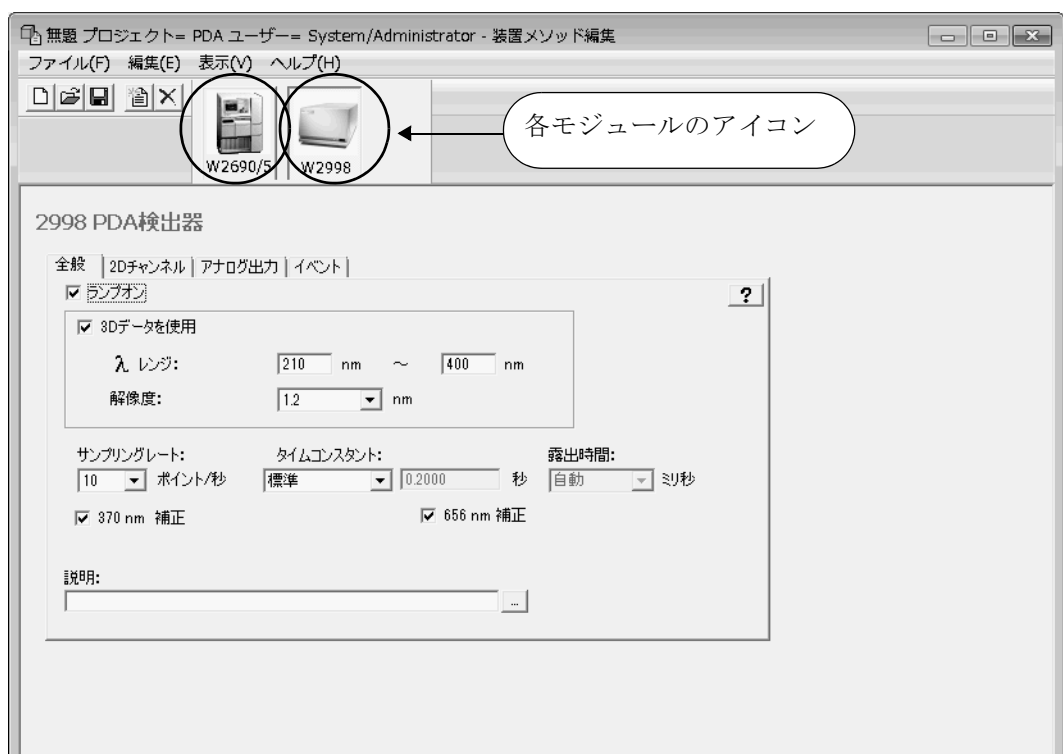 無題 プロジェクト= PDA ユーザー= System/Administrator - 装置メソッド編集
ファイル(F) 編集(E) 表示(V) ヘルプ(H)
各モジュールのアイコン
W2690/5 W2998
2998 PDA検出器
全般 2Dチャンネル アナログ出力 イベント
ランプオン ?
3Dデータを使用
λ レンジ: 210 nm ～ 400 nm
解像度: 1.2 nm
サンプリングレート: タイムコンスタント: 露出時間:
10 ポイント/秒 標準 0.2000 秒 自動 ミリ秒
370 nm 補正 656 nm 補正
説明:
...